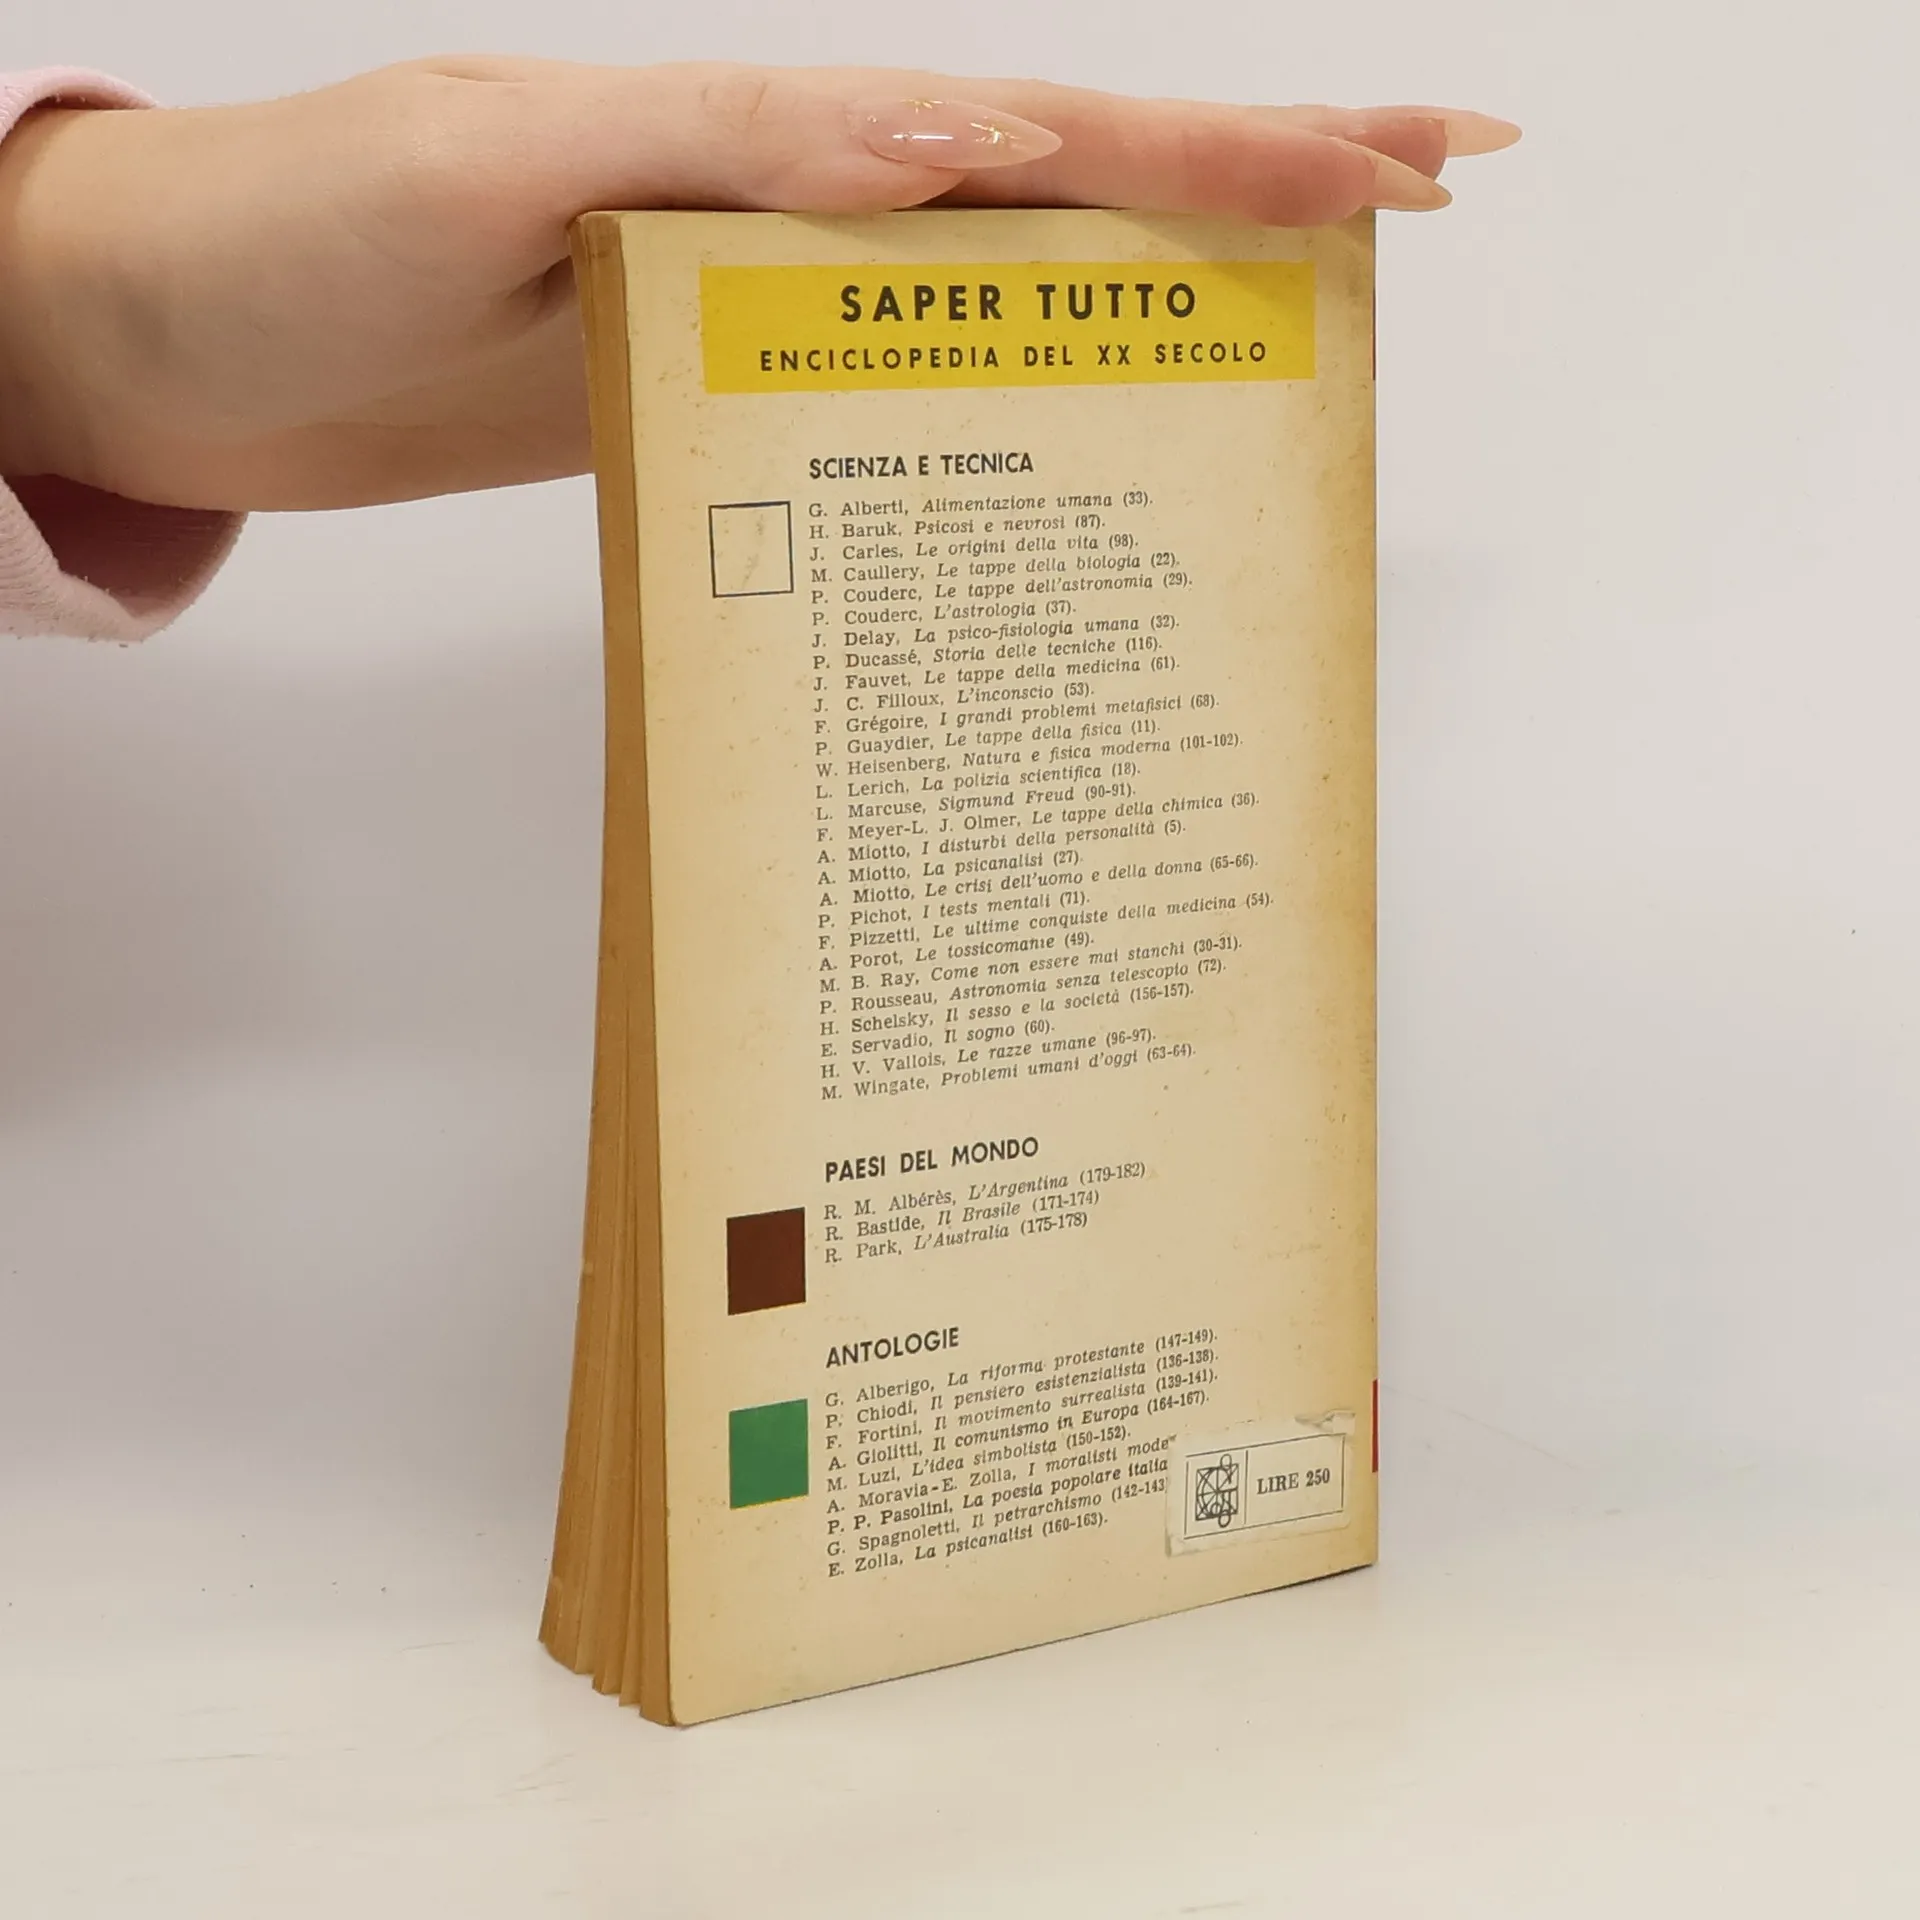 SAPER TUTTO
ENCICLOPEDIA DEL XX SECOLO
SCIENZA E TECNICA
G. Alberti, Alimentazione umana (33).
H. Baruk, Psicosi e nevrosi (87).
J. Carles, Le origini della vita (98).
M. Caullery, Le tappe della biologia (22).
P. Couderc, Le tappe dell'astronomia (29).
P. Couderc, L'astrologia (37).
J. Delay, La psico-fisiologia umana (32).
P. Ducassé, Storia delle tecniche (116).
J. Fauvet, Le tappe della medicina (61).
J. C. Filloux, L'inconscio (53).
F. Grégoire, I grandi problemi metafisici (68).
P. Guaydier, Le tappe della fisica (11).
W. Heisenberg, Natura e fisica moderna (101-102).
L. Lerich, La polizia scientifica (18).
L. Marcuse, Sigmund Freud (90-91).
F. Meyer-L. J. Olmer, Le tappe della chimica (36).
A. Miotto, I disturbi della personalità (5).
A. Miotto, La psicanalisi (27).
A. Miotto, Le crisi dell'uomo e della donna (65-66).
P. Pichot, I tests mentali (71).
F. Pizzetti, Le ultime conquiste della medicina (54).
A. Porot, Le tossicomanie (49).
M. B. Ray, Come non essere mai stanchi (30-31).
P. Rousseau, Astronomia senza telescopio (72).
H. Schelsky, Il sesso e la società (156-157).
E. Servadio, Il sogno (60).
H. V. Vallois, Le razze umane (96-97).
M. Wingate, Problemi umani d'oggi (63-64).
PAESI DEL MONDO
R. M. Albérès, L'Argentina (179-182)
R. Bastide, Il Brasile (171-174)
R. Park, L'Australia (175-178)
ANTOLOGIE
G. Alberigo, La riforma protestante (147-149).
P. Chiodi, Il pensiero esistenzialista (136-138).
F. Fortini, Il movimento surrealista (139-141).
A. Giolitti, Il comunismo in Europa (164-167).
M. Luzi, L'idea simbolista (150-152).
A. Moravia-E. Zolla, I moralisti mode
P. P. Pasolini, La poesia popolare italia
G. Spagnoletti, Il petrarchismo (142-143
E. Zolla, La psicanalisi (160-163).
LIRE 250